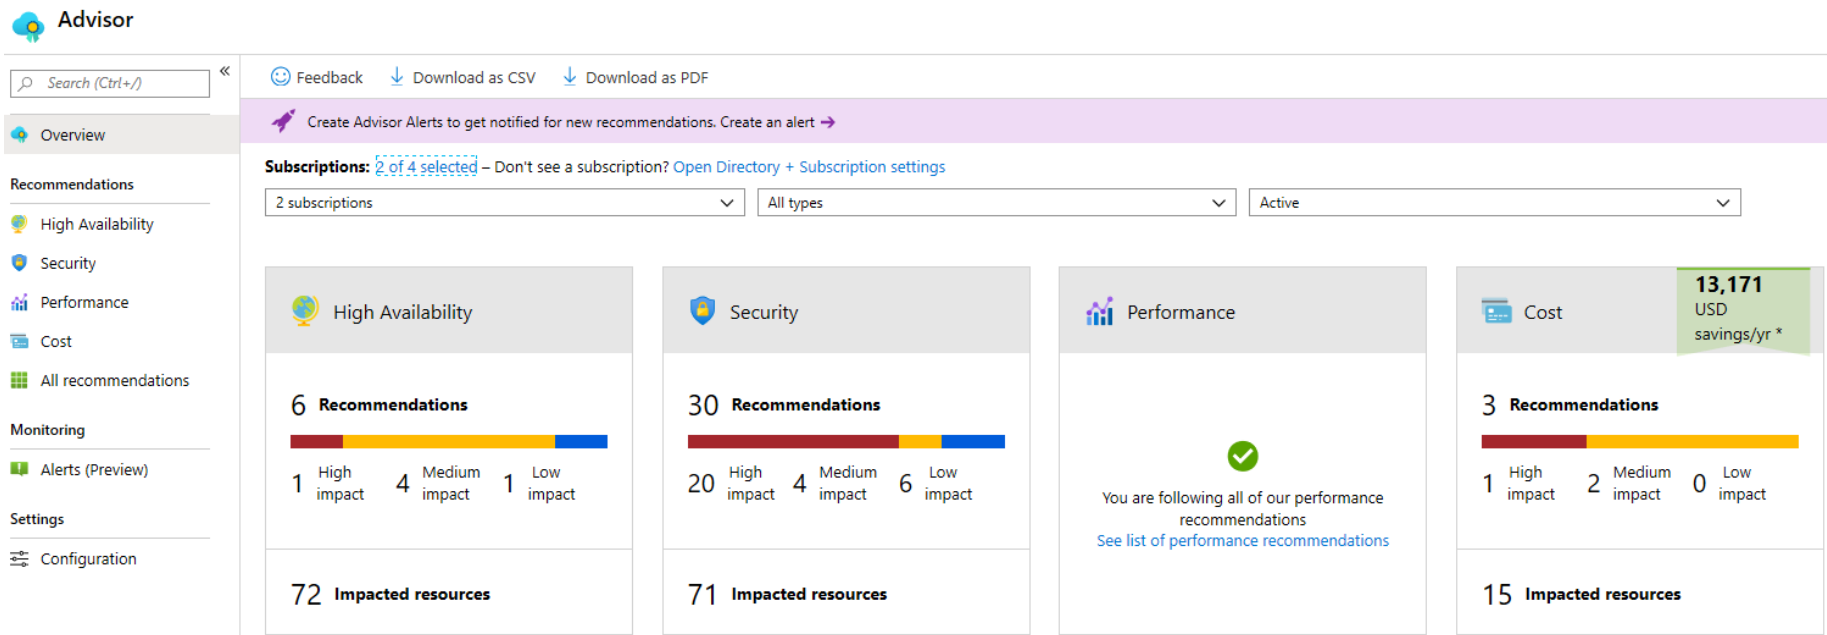 Advisor
Search (Ctrl+/)
«
Overview
Recommendations
High Availability
Security
Performance
Cost
All recommendations
Monitoring
Alerts (Preview)
Settings
Configuration
Feedback
Download as CSV
Download as PDF
Create Advisor Alerts to get notified for new recommendations. Create an alert →
Subscriptions: 2 of 4 selected – Don't see a subscription? Open Directory + Subscription settings
2 subscriptions
All types
Active
High Availability
6 Recommendations
1 High impact
4 Medium impact
1 Low impact
72 Impacted resources
Security
30 Recommendations
20 High impact
4 Medium impact
6 Low impact
71 Impacted resources
Performance
You are following all of our performance
recommendations
See list of performance recommendations
Cost
13,171
USD
savings/yr *
3 Recommendations
1 High impact
2 Medium impact
0 Low impact
15 Impacted resources